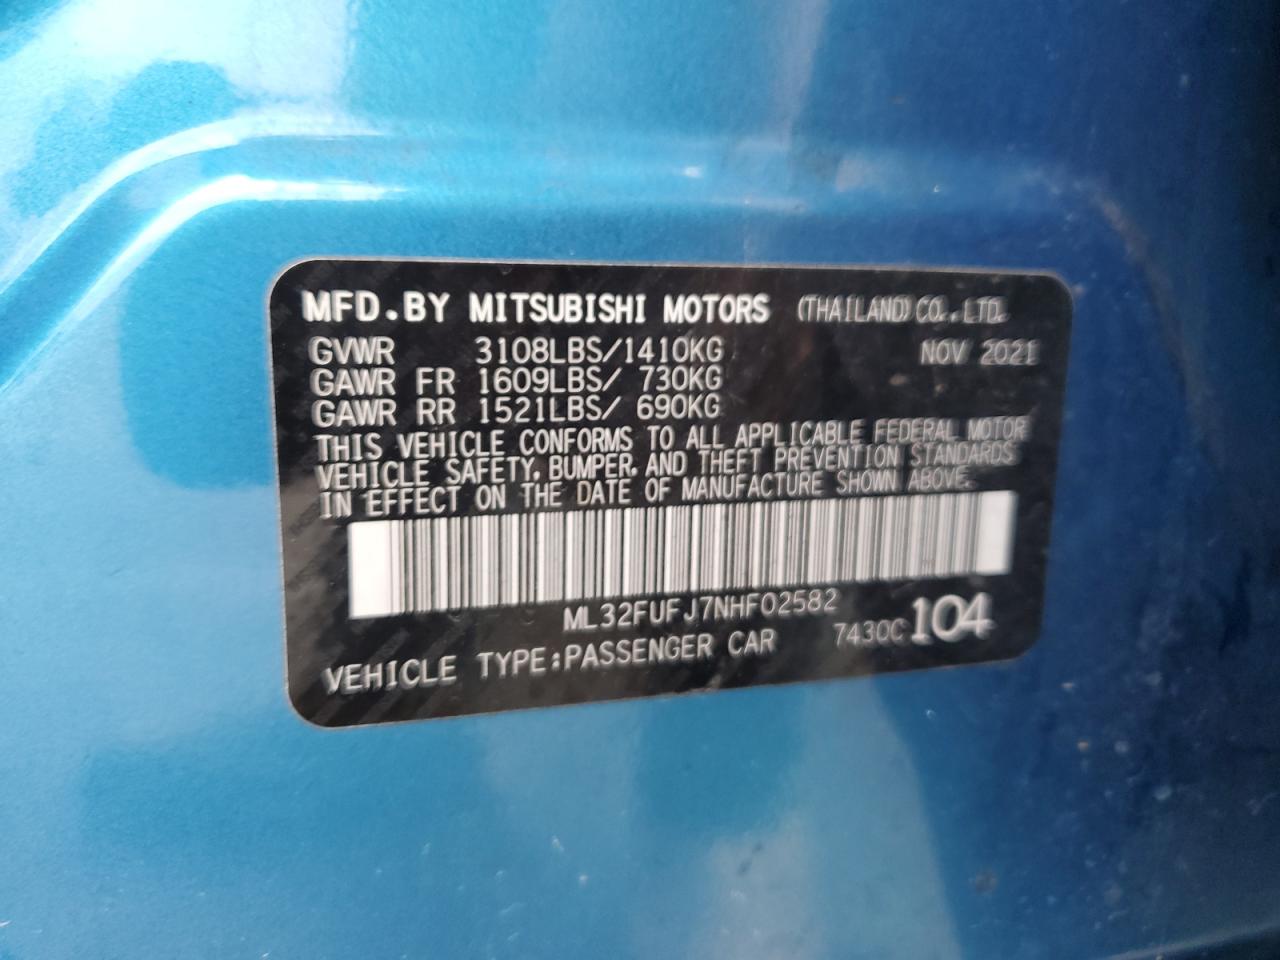 MFD.BY MITSUBISHI MOTORS (THAILAND) CO.,LTD.
GVWR 3108LBS/1410KG NOV 2021
GAWR FR 1609LBS/ 730KG
GAWR RR 1521LBS/ 690KG
THIS VEHICLE CONFORMS TO ALL APPLICABLE FEDERAL MOTOR
VEHICLE SAFETY, BUMPER, AND THEFT PREVENTION STANDARDS
IN EFFECT ON THE DATE OF MANUFACTURE SHOWN ABOVE.
ML32FUFJ7NHF02582
VEHICLE TYPE:PASSENGER CAR 7430C104